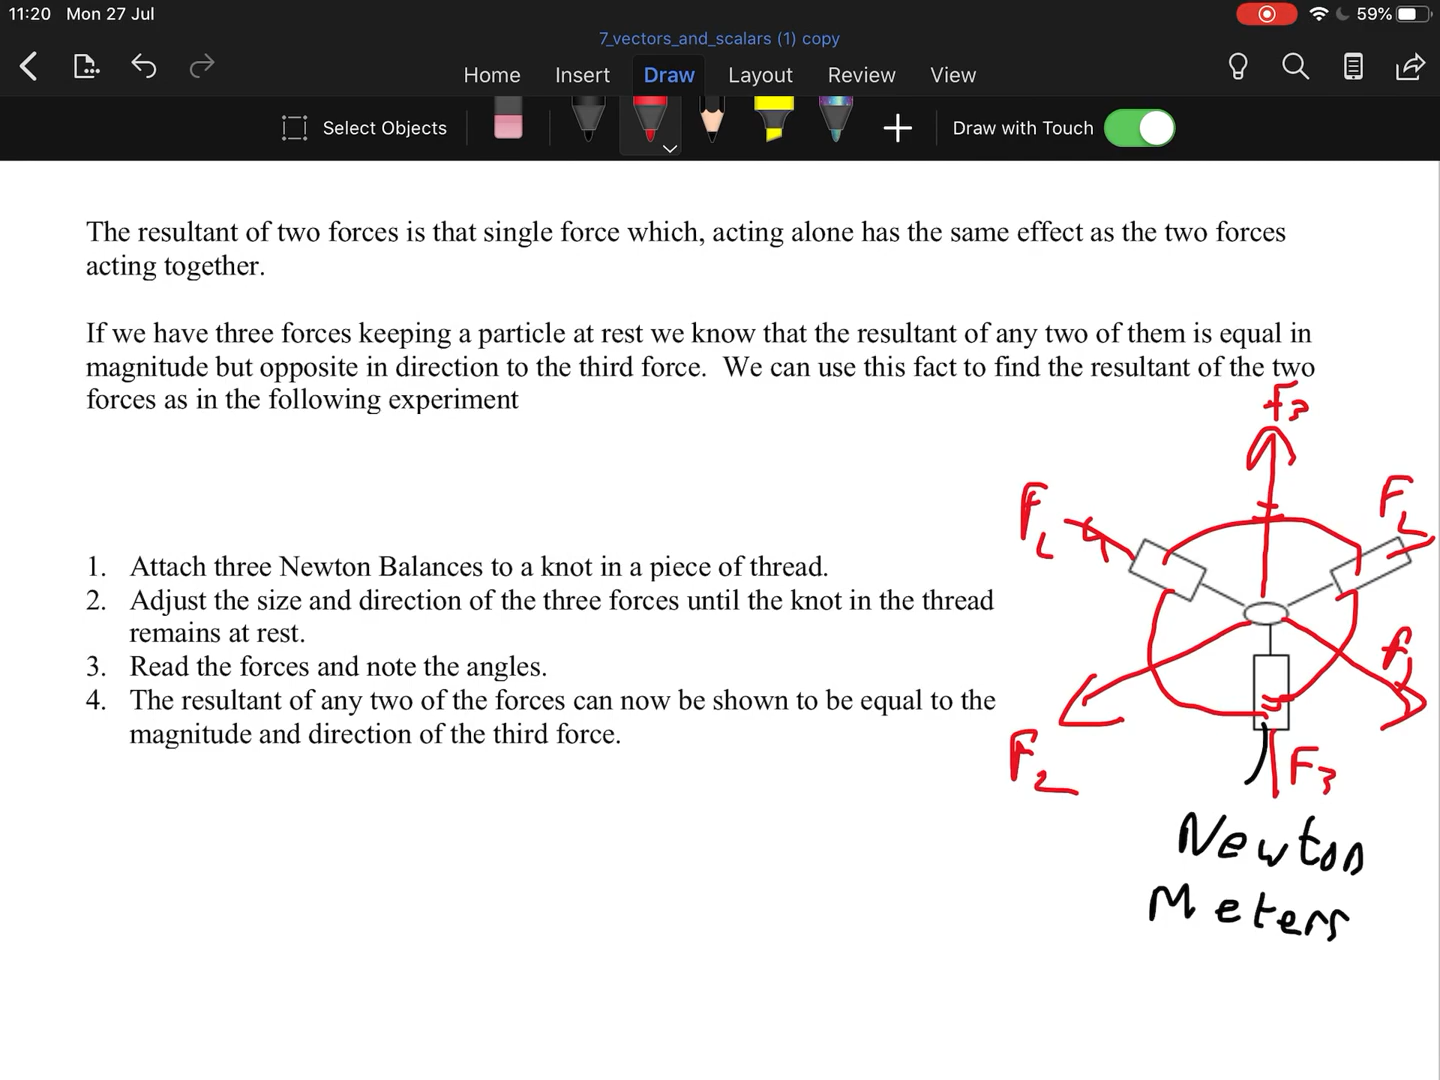 11:20 Mon 27 Jul
59%
7_vectors_and_scalars (1) copy
Home Insert Draw Layout Review View
Select Objects
Draw with Touch
The resultant of two forces is that single force which, acting alone has the same effect as the two forces
acting together.
If we have three forces keeping a particle at rest we know that the resultant of any two of them is equal in
magnitude but opposite in direction to the third force. We can use this fact to find the resultant of the two
forces as in the following experiment
F3
F
F
1. Attach three Newton Balances to a knot in a piece of thread.
2. Adjust the size and direction of the three forces until the knot in the thread
remains at rest.
3. Read the forces and note the angles.
4. The resultant of any two of the forces can now be shown to be equal to the
magnitude and direction of the third force.
F2
F3
Newton
Meters